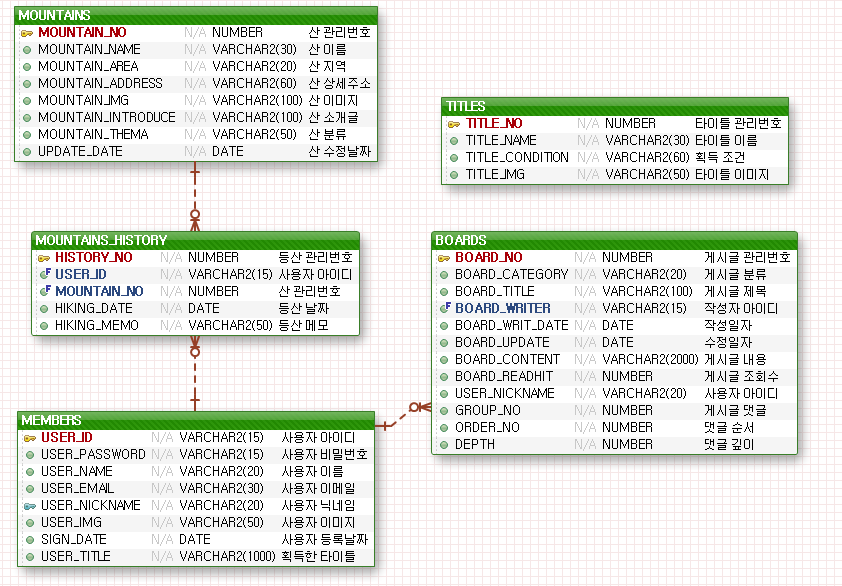 MOUNTAINS
MOUNTAIN_NO N/A NUMBER 산 관리번호
MOUNTAIN_NAME N/A VARCHAR2(30) 산 이름
MOUNTAIN_AREA N/A VARCHAR2(20) 산 지역
MOUNTAIN_ADDRESS N/A VARCHAR2(60) 산 상세주소
MOUNTAIN_IMG N/A VARCHAR2(100) 산 이미지
MOUNTAIN_INTRODUCE N/A VARCHAR2(100) 산 소개글
MOUNTAIN_THEMA N/A VARCHAR2(50) 산 분류
UPDATE_DATE N/A DATE 산 수정날짜
TITLES
TITLE_NO N/A NUMBER 타이틀 관리번호
TITLE_NAME N/A VARCHAR2(30) 타이틀 이름
TITLE_CONDITION N/A VARCHAR2(60) 획득 조건
TITLE_IMG N/A VARCHAR2(50) 타이틀 이미지
MOUNTAINS_HISTORY
HISTORY_NO N/A NUMBER 등산 관리번호
F USER_ID N/A VARCHAR2(15) 사용자 아이디
F MOUNTAIN_NO N/A NUMBER 산 관리번호
HIKING_DATE N/A DATE 등산 날짜
HIKING_MEMO N/A VARCHAR2(50) 등산 메모
BOARDS
BOARD_NO N/A NUMBER 게시글 관리번호
BOARD_CATEGORY N/A VARCHAR2(20) 게시글 분류
BOARD_TITLE N/A VARCHAR2(100) 게시글 제목
F BOARD_WRITER N/A VARCHAR2(15) 작성자 아이디
BOARD_WRIT_DATE N/A DATE 작성일자
BOARD_UPDATE N/A DATE 수정일자
BOARD_CONTENT N/A VARCHAR2(2000) 게시글 내용
BOARD_READHIT N/A NUMBER 게시글 조회수
USER_NICKNAME N/A VARCHAR2(20) 사용자 아이디
GROUP_NO N/A NUMBER 게시글 댓글
ORDER_NO N/A NUMBER 댓글 순서
DEPTH N/A NUMBER 댓글 깊이
MEMBERS
USER_ID N/A VARCHAR2(15) 사용자 아이디
USER_PASSWORD N/A VARCHAR2(15) 사용자 비밀번호
USER_NAME N/A VARCHAR2(20) 사용자 이름
USER_EMAIL N/A VARCHAR2(30) 사용자 이메일
USER_NICKNAME N/A VARCHAR2(20) 사용자 닉네임
USER_IMG N/A VARCHAR2(50) 사용자 이미지
SIGN_DATE N/A DATE 사용자 등록날짜
USER_TITLE N/A VARCHAR2(1000) 획득한 타이틀